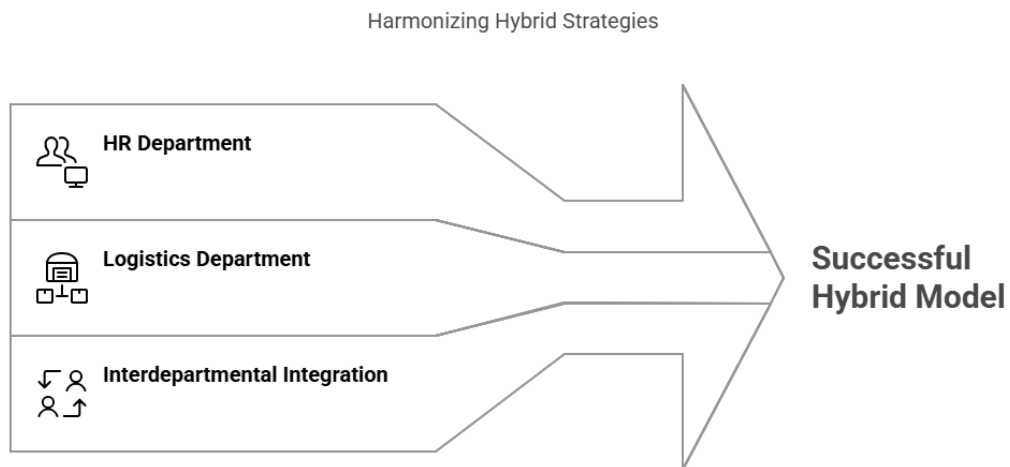 Harmonizing Hybrid Strategies
HR Department
Logistics Department
Interdepartmental Integration
Successful
Hybrid Model